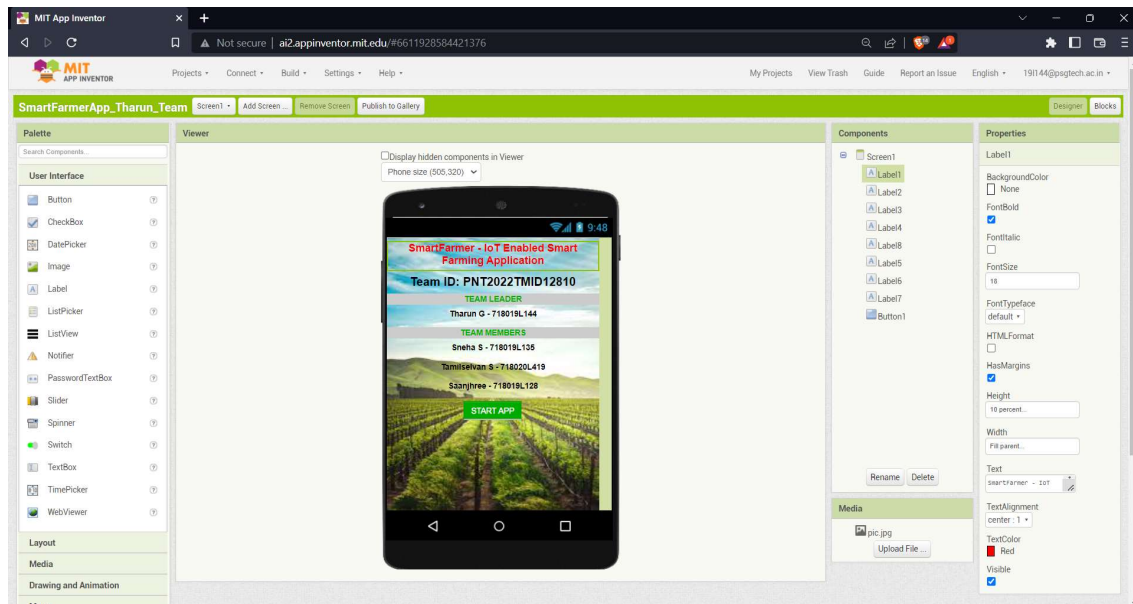 MIT App Inventor
Not secure | ai2.appinventor.mit.edu/#6611928584421376
MIT
APP INVENTOR
Projects Connect Build Settings Help My Projects View Trash Guide Report an Issue English 19l144@psgtech.ac.in
SmartFarmerApp_Tharun_Team Screen1 Add Screen ... Remove Screen Publish to Gallery Designer Blocks
Palette
Search Components...
User Interface
Button
CheckBox
DatePicker
Image
Label
ListPicker
ListView
Notifier
PasswordTextBox
Slider
Spinner
Switch
TextBox
TimePicker
WebViewer
Layout
Media
Drawing and Animation
Viewer
Display hidden components in Viewer
Phone size (505,320)
9:48
SmartFarmer - IoT Enabled Smart
Farming Application
Team ID: PNT2022TMID12810
TEAM LEADER
Tharun G - 718019L144
TEAM MEMBERS
Sneha S - 718019L135
Tamilselvan S - 718020L419
Saanjhree - 718019L128
START APP
Components
Screen1
Label1
Label2
Label3
Label4
Label8
Label5
Label6
Label7
Button1
Rename Delete
Media
pic.jpg
Upload File ...
Properties
Label1
BackgroundColor
None
FontBold
FontItalic
FontSize
18
FontTypeface
default
HTMLFormat
HasMargins
Height
10 percent...
Width
Fill parent...
Text
SmartFarmer - IoT
TextAlignment
center : 1
TextColor
Red
Visible